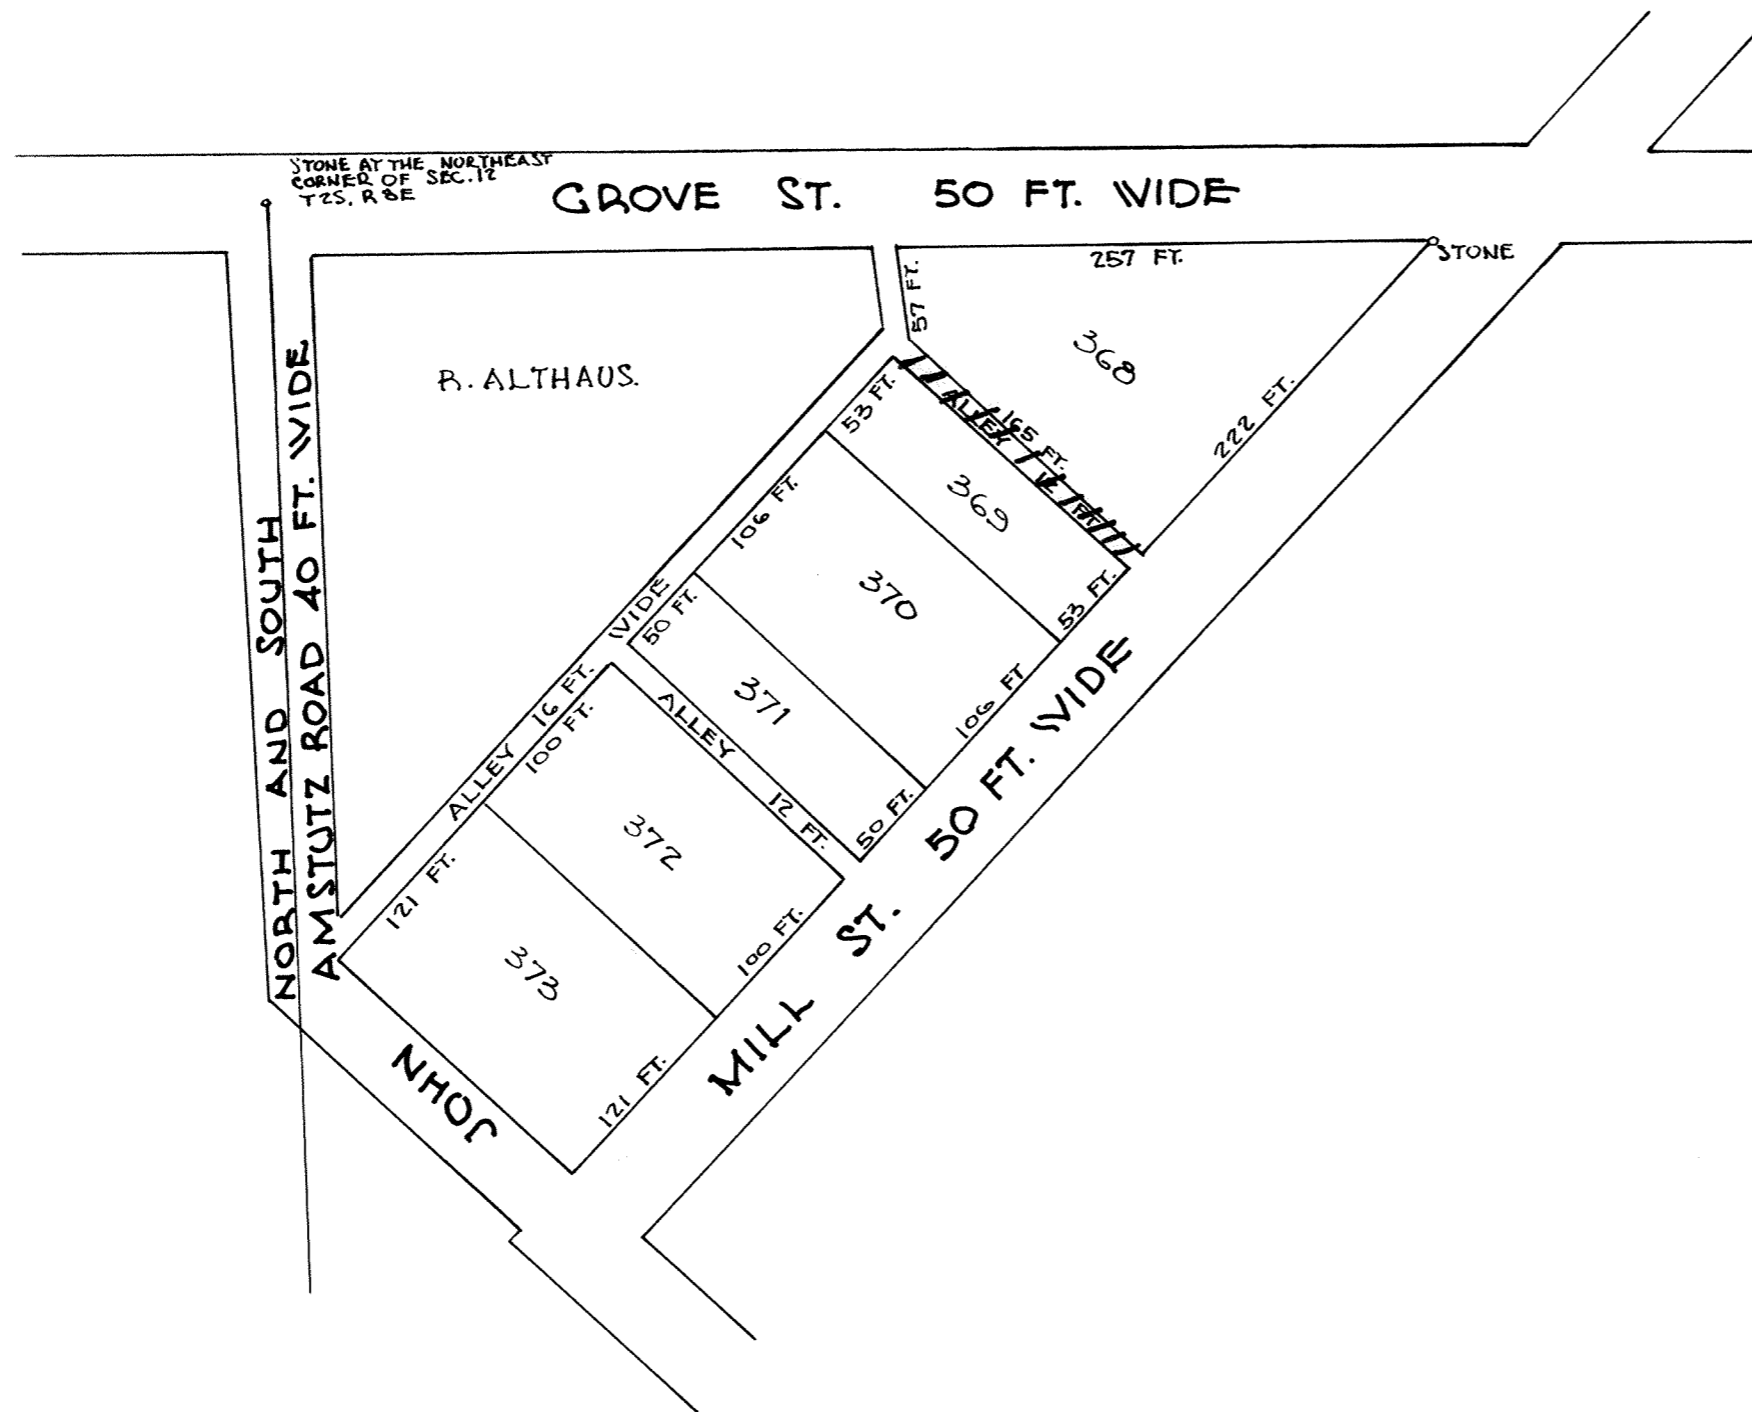 STONE AT THE NORTHEAST
CORNER OF SEC. 12
T2S, R8E
GROVE ST. 50 FT. WIDE
STONE
257 FT.
57 FT.
368
222 FT.
R. ALTHAUS.
165 FT.
ALLEY 12 FT.
53 FT.
369
53 FT.
106 FT.
370
106 FT
50 FT.
371
50 FT.
ALLEY 16 FT. WIDE
ALLEY 12 FT.
100 FT.
372
100 FT.
121 FT.
373
121 FT.
NORTH AND SOUTH
AMSTUTZ ROAD 40 FT. WIDE
MILL ST. 50 FT. WIDE
JOHN